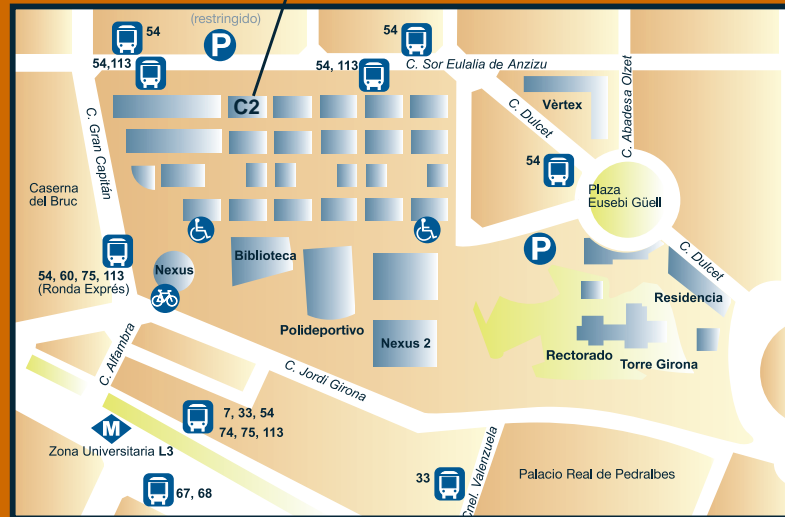 (restringido)
54
P
54
54,113
54, 113
C. Sor Eulalia de Anzizu
C2
Vèrtex
C. Dulcet
C. Abadesa Olzet
C. Gran Capitán
54
Caserna
del Bruc
Plaza
Eusebi Güell
P
Biblioteca
C. Dulcet
54, 60, 75, 113
(Ronda Exprés)
Nexus
Residencia
Polideportivo
Nexus 2
Rectorado
Torre Girona
C. Alfambra
C. Jordi Girona
7, 33, 54
74, 75, 113
M
Zona Universitaria L3
33
Cnel. Valenzuela
Palacio Real de Pedralbes
67, 68